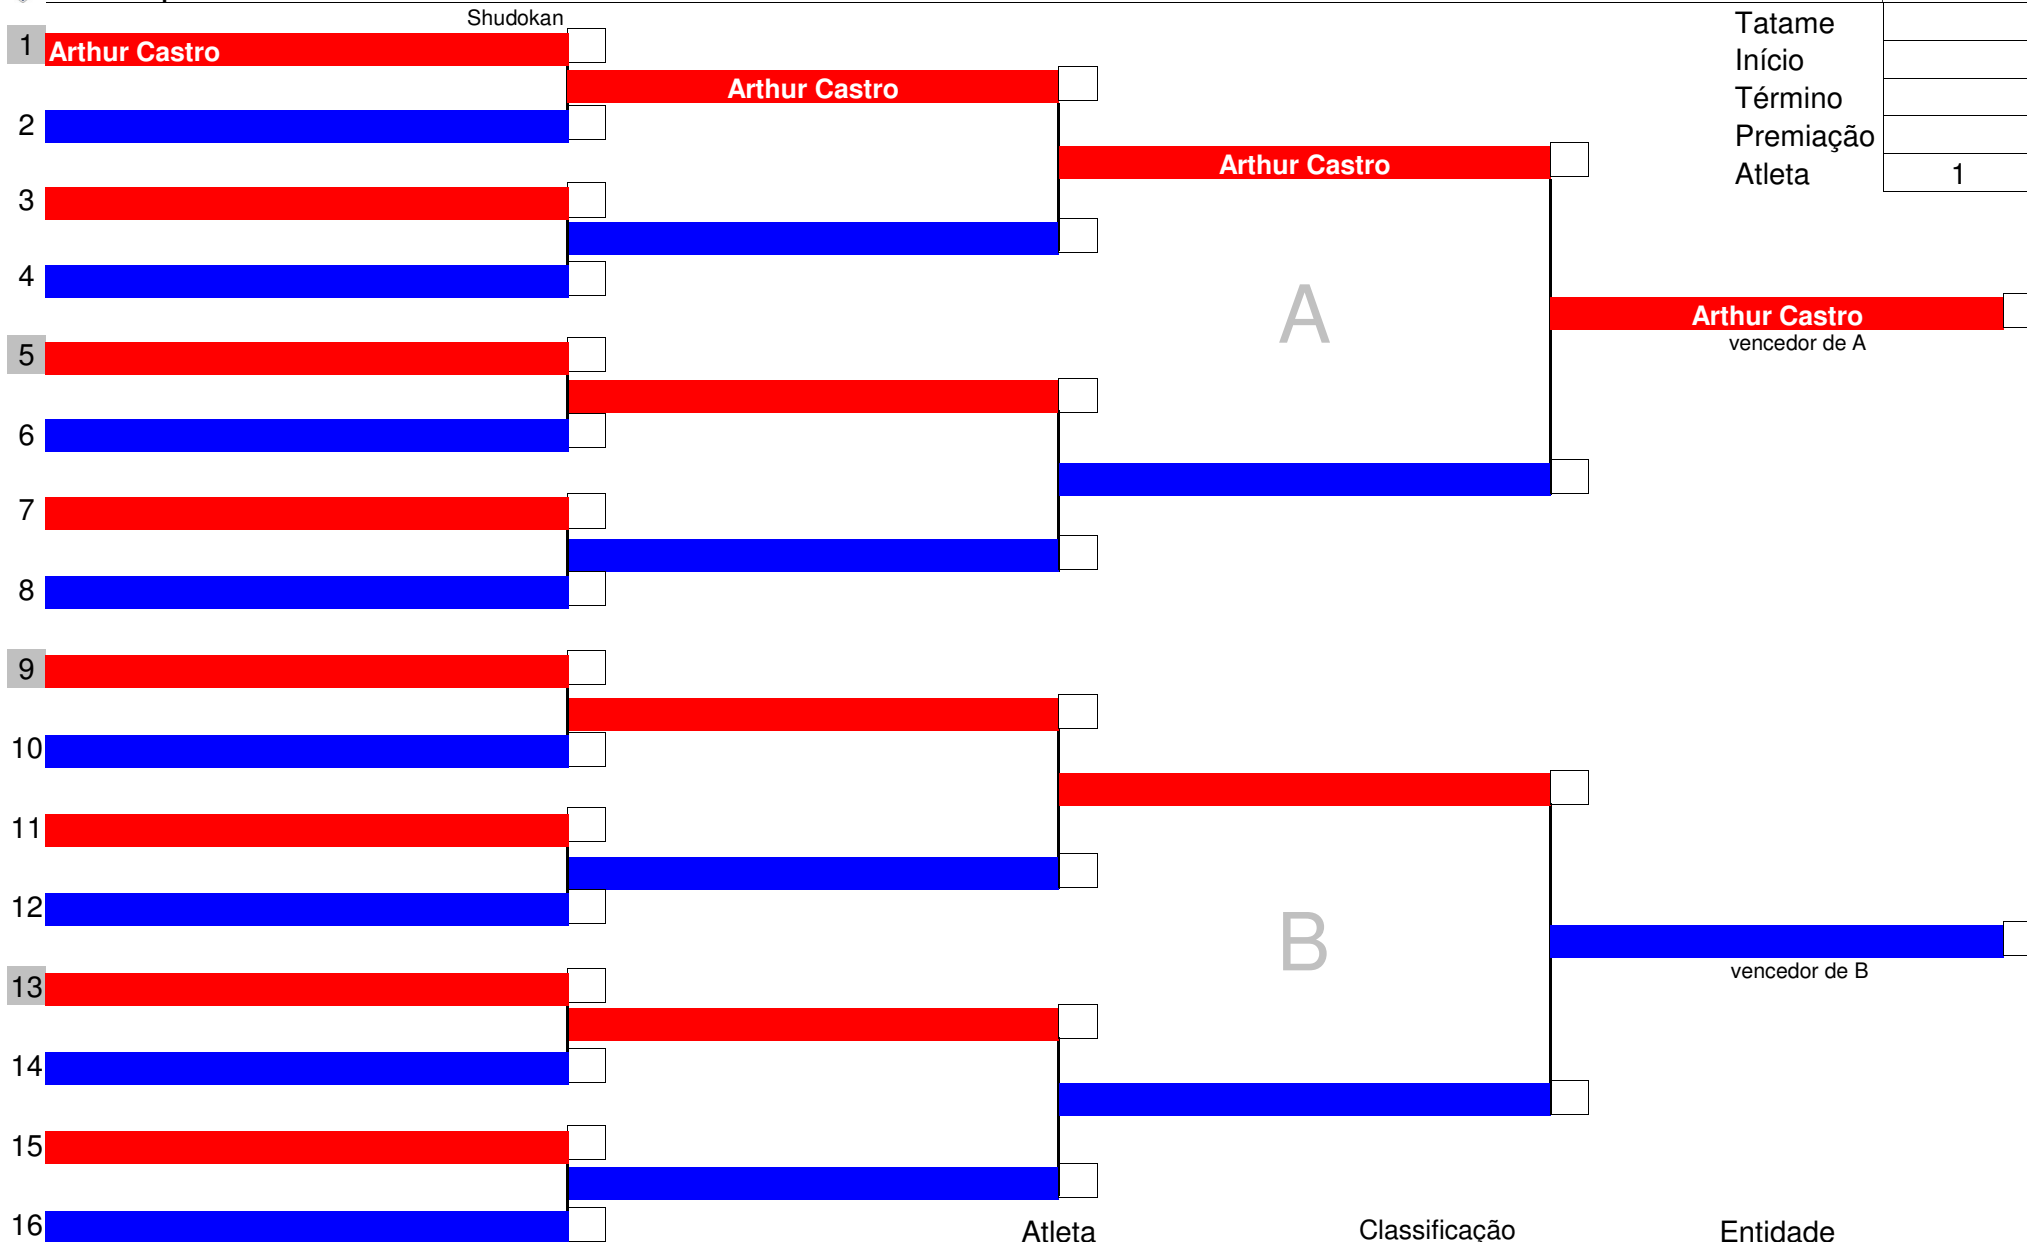 Shudokan
Tatame
1 Arthur Castro
Início
Arthur Castro
Término
2
Premiação
Arthur Castro
Atleta 1
3
4
A
Arthur Castro
vencedor de A
5
6
7
8
9
10
11
12
B
vencedor de B
13
14
15
16
Atleta Classificação Entidade